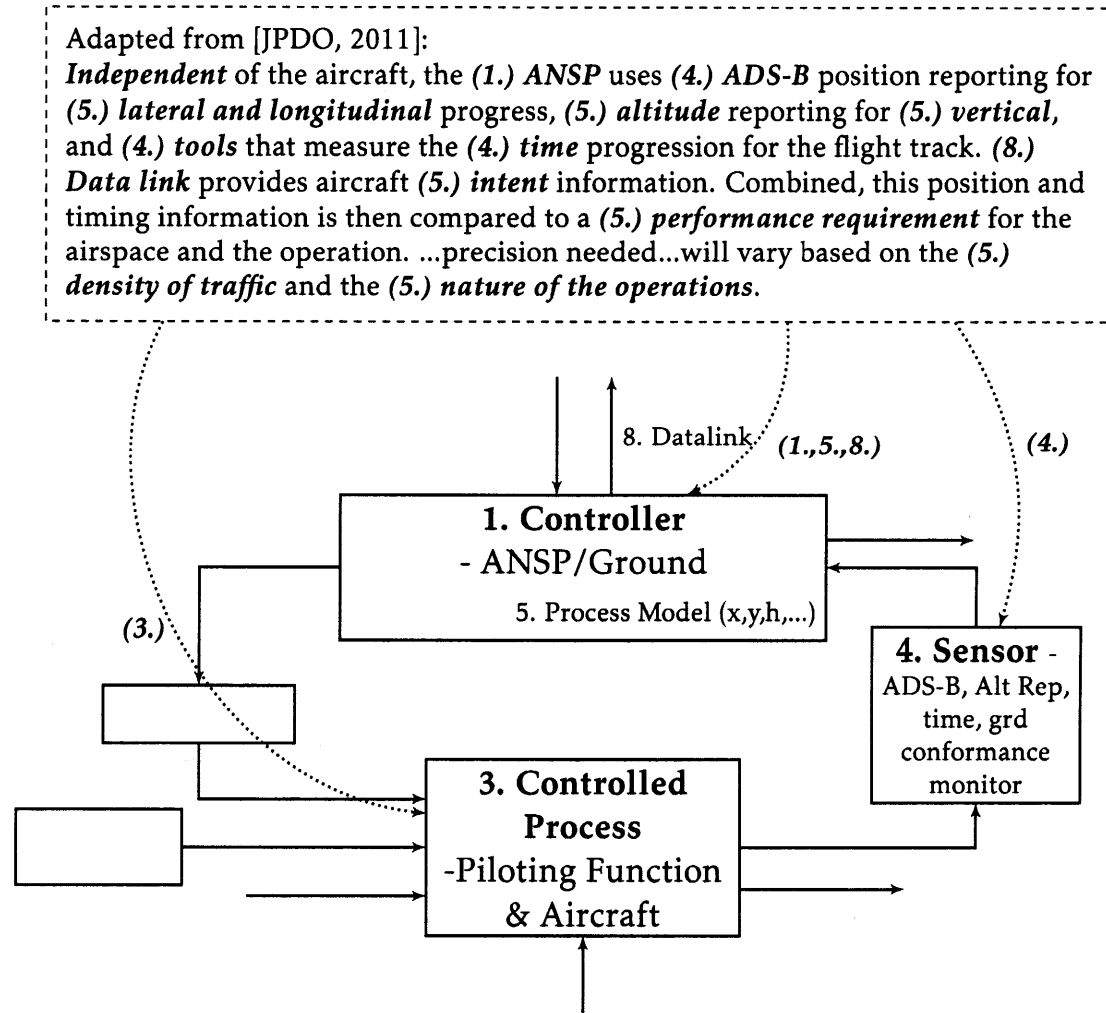 Adapted from [JPDO, 2011]:
Independent of the aircraft, the (1.) ANSP uses (4.) ADS-B position reporting for
(5.) lateral and longitudinal progress, (5.) altitude reporting for (5.) vertical,
and (4.) tools that measure the (4.) time progression for the flight track. (8.)
Data link provides aircraft (5.) intent information. Combined, this position and
timing information is then compared to a (5.) performance requirement for the
airspace and the operation. ...precision needed...will vary based on the (5.)
density of traffic and the (5.) nature of the operations.
8. Datalink
(1.,5.,8.)
(4.)
1. Controller
- ANSP/Ground
5. Process Model (x,y,h,...)
(3.)
4. Sensor -
ADS-B, Alt Rep,
time, grd
conformance
monitor
3. Controlled
Process
-Piloting Function
& Aircraft